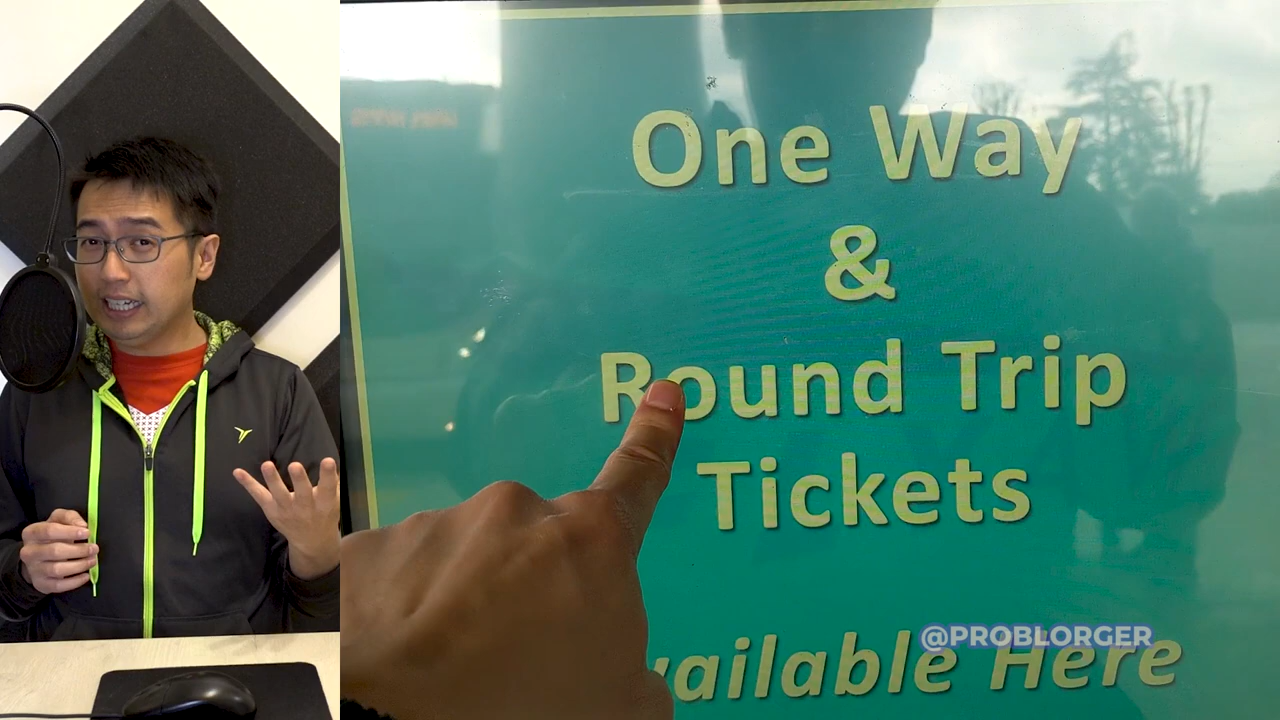 One Way
&
Round Trip
Tickets
vailable Here
@PROBLORGER